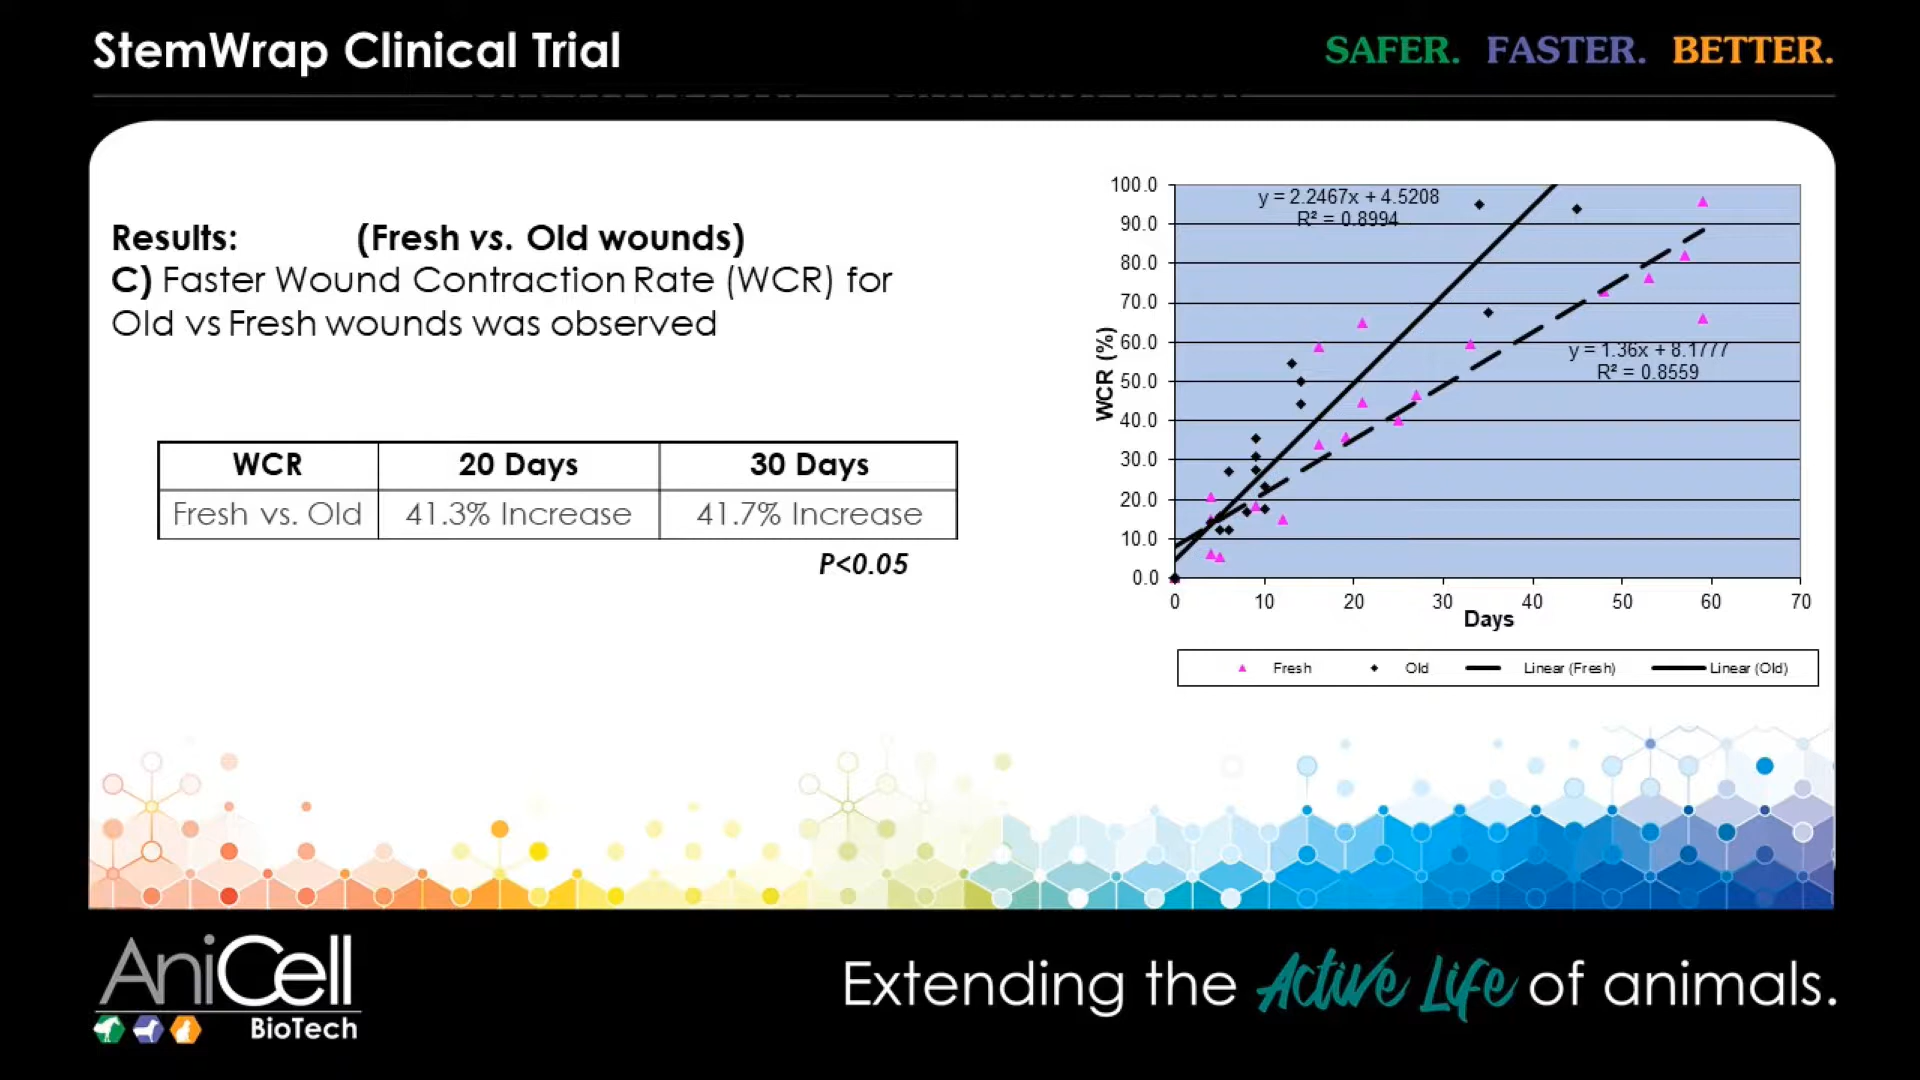 StemWrap Clinical Trial
SAFER. FASTER. BETTER.
Results: (Fresh vs. Old wounds)
C) Faster Wound Contraction Rate (WCR) for
Old vs Fresh wounds was observed
WCR 20 Days 30 Days
Fresh vs. Old 41.3% Increase 41.7% Increase
P<0.05
100.0
90.0
80.0
70.0
60.0
50.0
40.0
30.0
20.0
10.0
0.0
WCR (%)
y = 2.2467x + 4.5208
R² = 0.8994
y = 1.36x + 8.1777
R² = 0.8559
0 10 20 30 40 50 60 70
Days
Fresh Old Linear (Fresh) Linear (Old)
AniCell
BioTech
Extending the Active Life of animals.